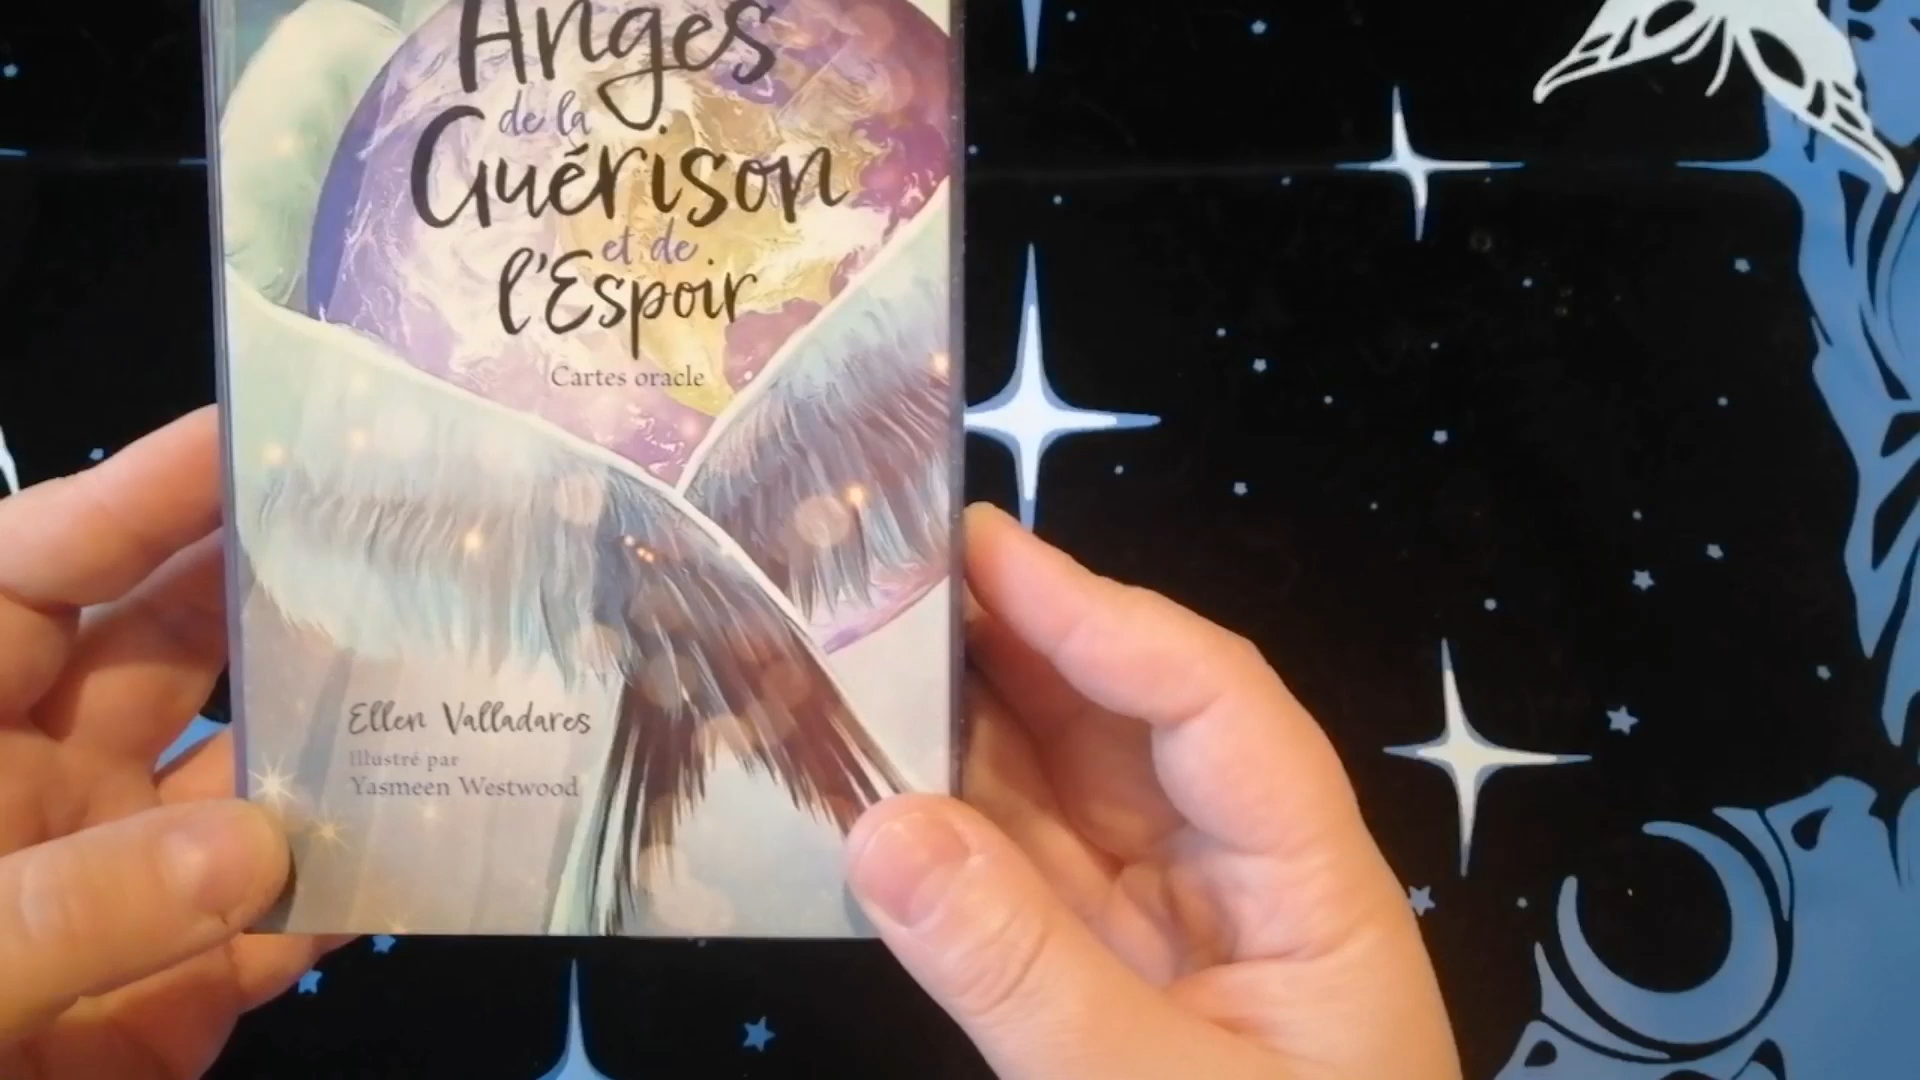 Anges
de la
Guérison
et de
l'Espoir
Cartes oracle
Ellen Valladares
Illustré par
Yasmeen Westwood